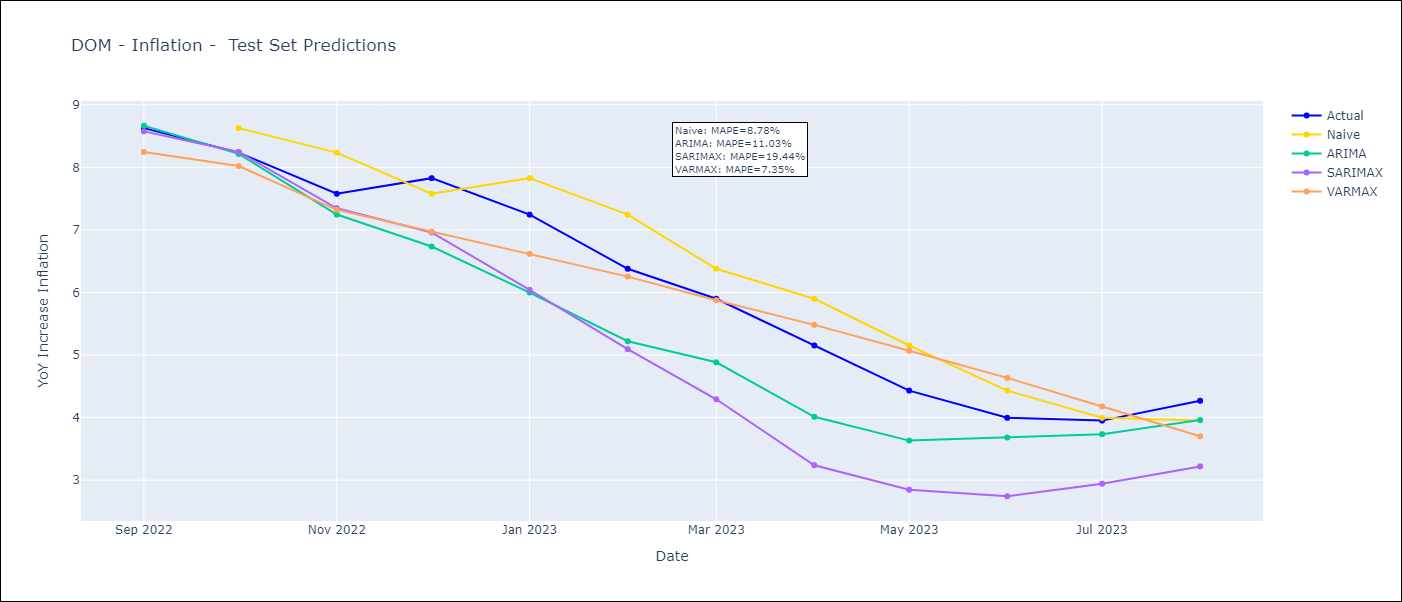 DOM - Inflation -  Test Set Predictions
9
8
7
6
5
4
3
YoY Increase Inflation
Naive: MAPE=8.78%
ARIMA: MAPE=11.03%
SARIMAX: MAPE=19.44%
VARMAX: MAPE=7.35%
Actual
Naive
ARIMA
SARIMAX
VARMAX
Sep 2022
Nov 2022
Jan 2023
Mar 2023
May 2023
Jul 2023
Date